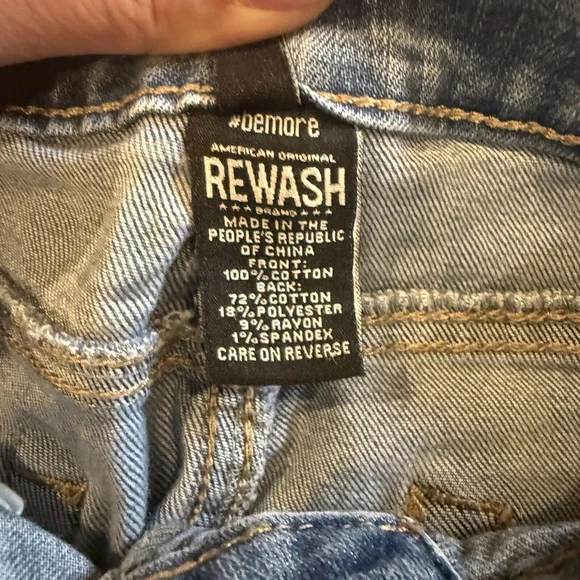 #bemore
AMERICAN ORIGINAL
REWASH
BRAND
MADE IN THE
PEOPLE'S REPUBLIC
OF CHINA
FRONT:
100% COTTON
BACK:
72% COTTON
18% POLYESTER
9% RAYON
1% SPANDEX
CARE ON REVERSE